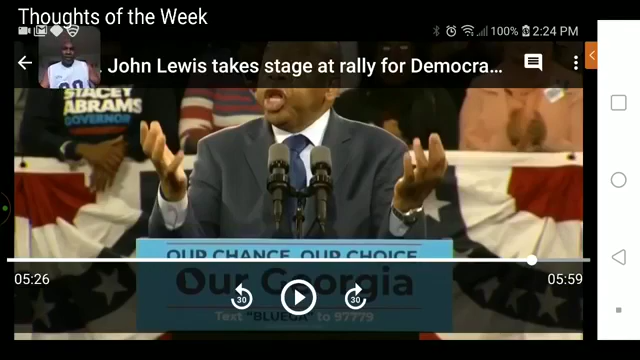 Thoughts of the Week
100% 2:24 PM
. John Lewis takes stage at rally for Democra...
STACEY
ABRAMS
GOVERNOR
OUR CHANCE, OUR CHOICE
Our Georgia
Text "BLUEGA" to 97779
05:26
05:59
30
30